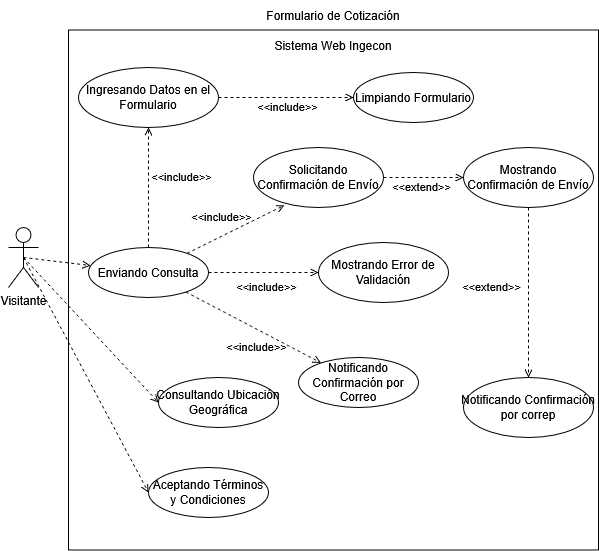 Formulario de Cotización
Sistema Web Ingecon
Ingresando Datos en el
Formulario
Limpiando Formulario
<<include>>
Solicitando
Confirmación de Envío
Mostrando
Confirmación de Envío
<<include>>
<<extend>>
<<include>>
Enviando Consulta
Mostrando Error de
Validación
<<include>>
<<extend>>
Visitante
<<include>>
Notificando
Confirmación por
Correo
Consultando Ubicación
Geográfica
Notificando Confirmación
por correp
Aceptando Términos
y Condiciones